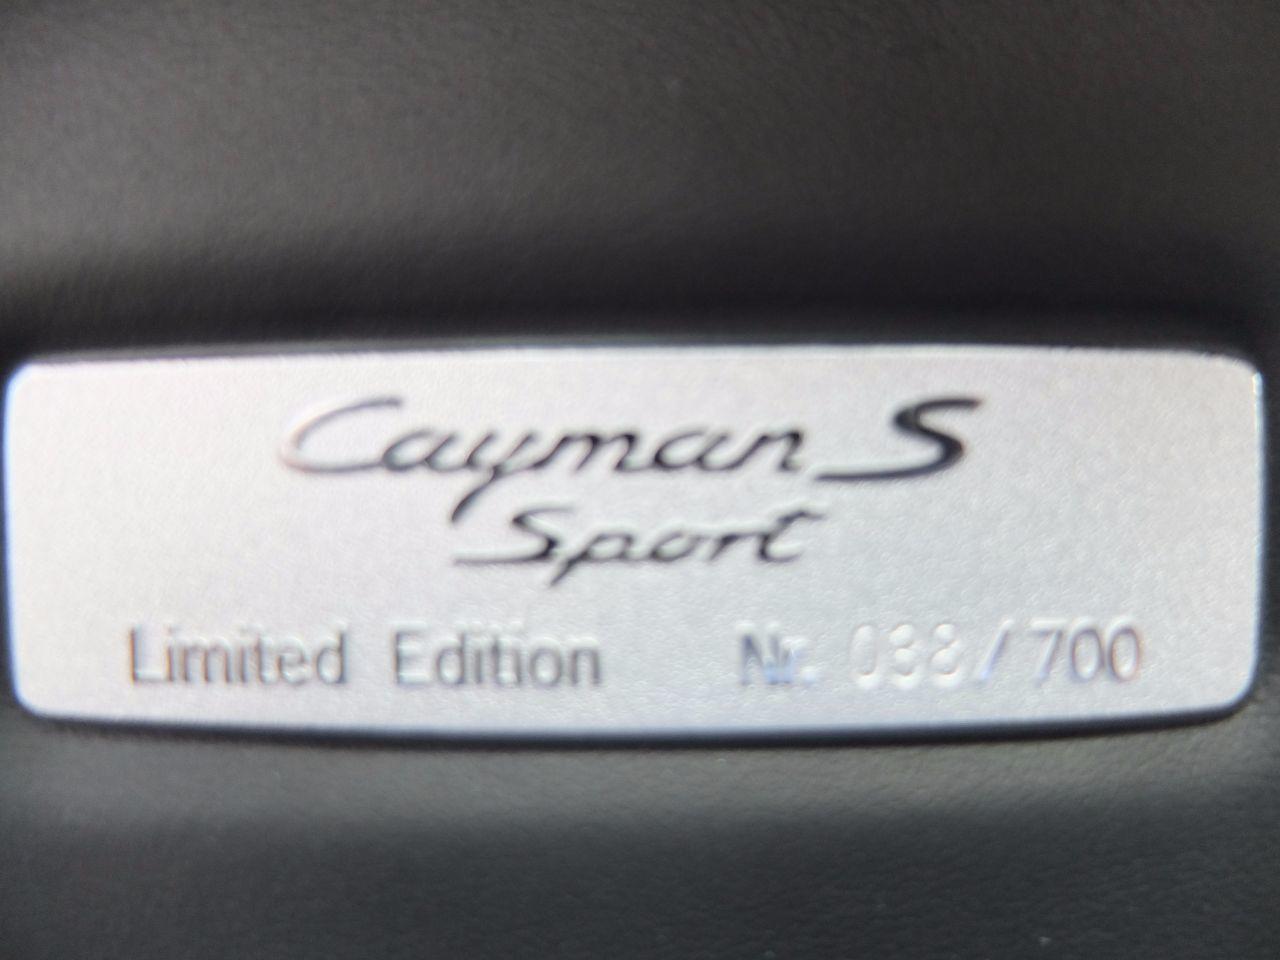 Cayman S
Sport
Limited Edition Nr. 038/700